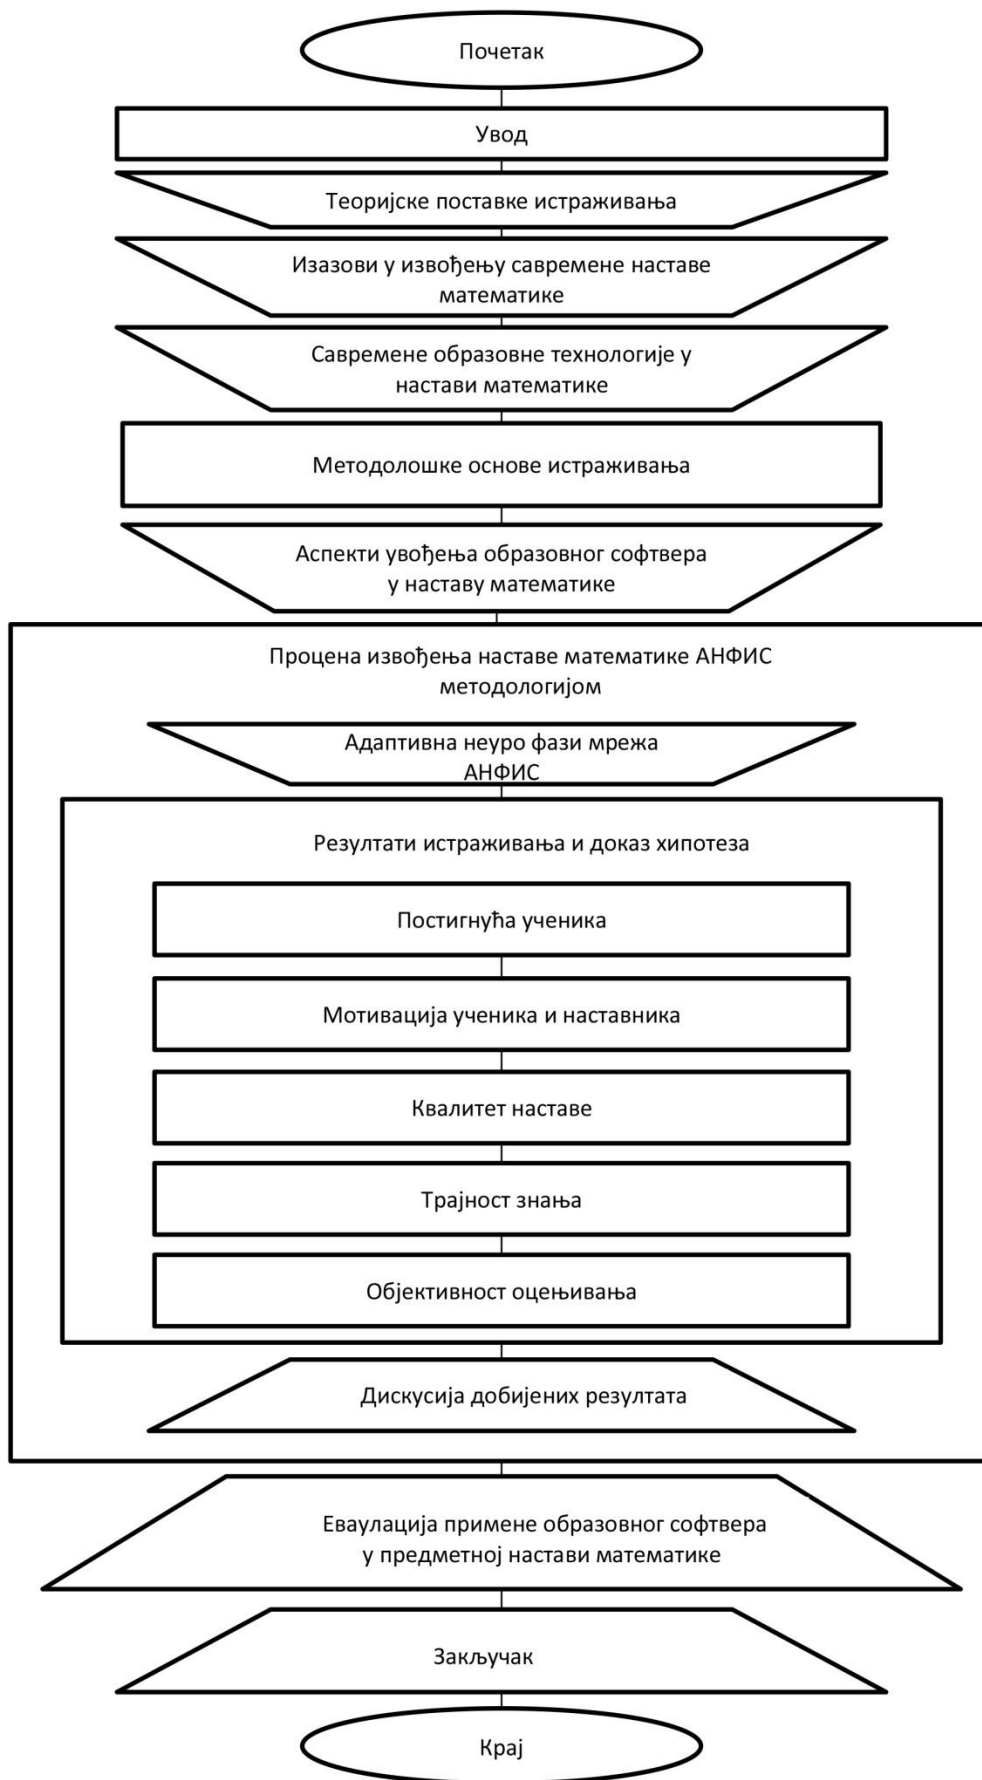 Почетак
Увод
Теоријске поставке истраживања
Изазови у извођењу савремене наставе
математике
Савремене образовне технологије у
настави математике
Методолошке основе истраживања
Аспекти увођења образовног софтвера
у наставу математике
Процена извођења наставе математике АНФИС
методологијом
Адаптивна неуро фази мрежа
АНФИС
Резултати истраживања и доказ хипотеза
Постигнућа ученика
Мотивација ученика и наставника
Квалитет наставе
Трајност знања
Објективност оцењивања
Дискусија добијених резултата
Еваулација примене образовног софтвера
у предметној настави математике
Закључак
Крај